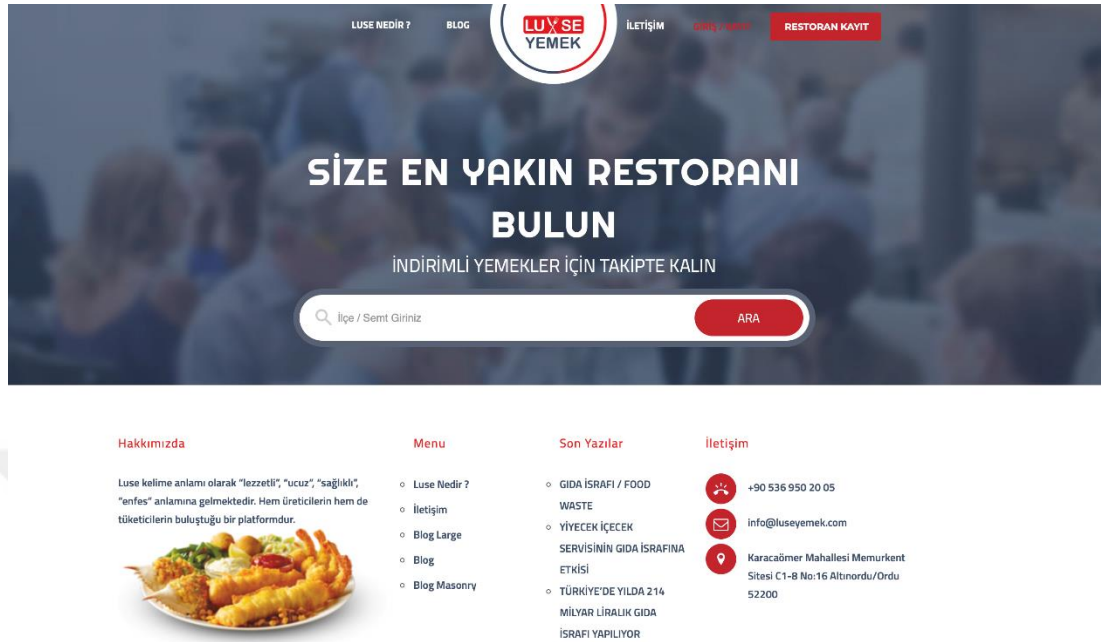 LUSE NEDİR ?
BLOG
LUXSE
YEMEK
İLETİŞİM
GİRİŞ / KAYIT
RESTORAN KAYIT
SİZE EN YAKIN RESTORANI
BULUN
İNDİRİMLİ YEMEKLER İÇİN TAKİPTE KALIN
İlçe / Semt Giriniz
ARA
Hakkımızda
Luse kelime anlamı olarak “lezzetli”, “ucuz”, “sağlıklı”,
“enfes” anlamına gelmektedir. Hem üreticilerin hem de
tüketicilerin buluştuğu bir platformdur.
Menu
Luse Nedir ?
İletişim
Blog Large
Blog
Blog Masonry
Son Yazılar
GIDA İSRAFI / FOOD
WASTE
YİYECEK İÇECEK
SERVİSİNİN GIDA İSRAFINA
ETKİSİ
TÜRKİYE'DE YILDA 214
MİLYAR LİRALIK GIDA
İSRAFI YAPILIYOR
İletişim
+90 536 950 20 05
info@luseyemek.com
Karacaömer Mahallesi Memurkent
Sitesi C1-8 No:16 Altınordu/Ordu
52200